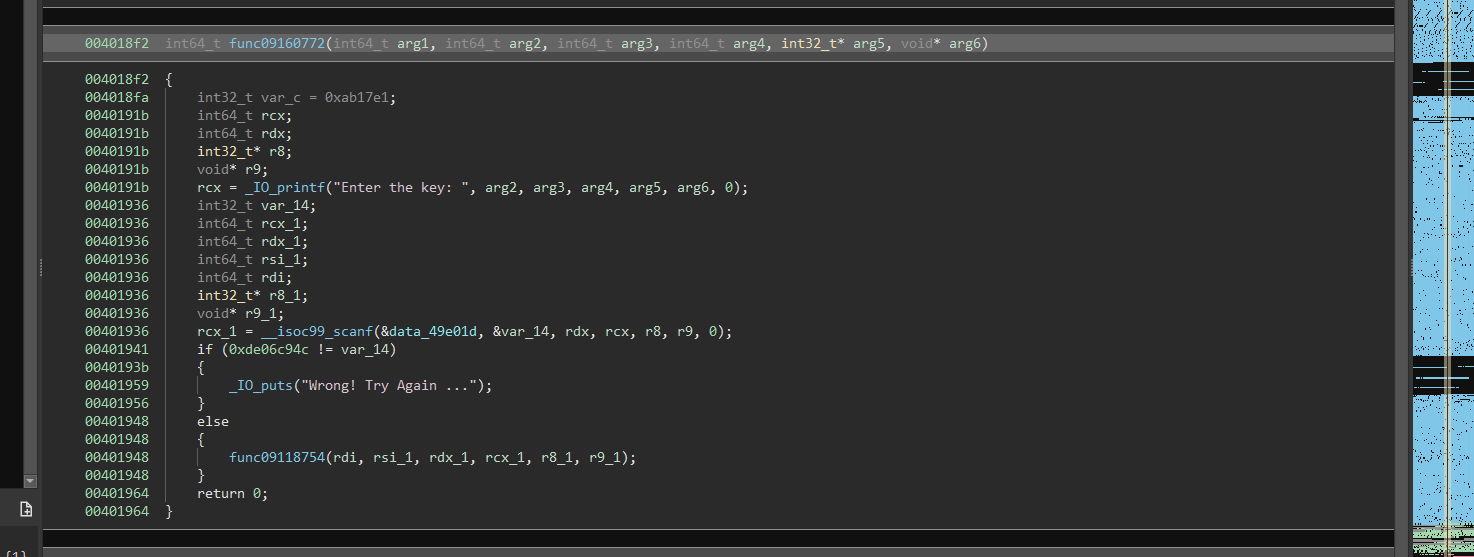 004018f2 int64_t func09160772(int64_t arg1, int64_t arg2, int64_t arg3, int64_t arg4, int32_t* arg5, void* arg6)
004018f2 {
004018fa int32_t var_c = 0xab17e1;
0040191b int64_t rcx;
0040191b int64_t rdx;
0040191b int32_t* r8;
0040191b void* r9;
0040191b rcx = _IO_printf("Enter the key: ", arg2, arg3, arg4, arg5, arg6, 0);
00401936 int32_t var_14;
00401936 int64_t rcx_1;
00401936 int64_t rdx_1;
00401936 int64_t rsi_1;
00401936 int64_t rdi;
00401936 int32_t* r8_1;
00401936 void* r9_1;
00401936 rcx_1 = __isoc99_scanf(&data_49e01d, &var_14, rdx, rcx, r8, r9, 0);
00401941 if (0xde06c94c != var_14)
0040193b {
00401959 _IO_puts("Wrong! Try Again ...");
00401956 }
00401948 else
00401948 {
00401948 func09118754(rdi, rsi_1, rdx_1, rcx_1, r8_1, r9_1);
00401948 }
00401964 return 0;
00401964 }
{1}